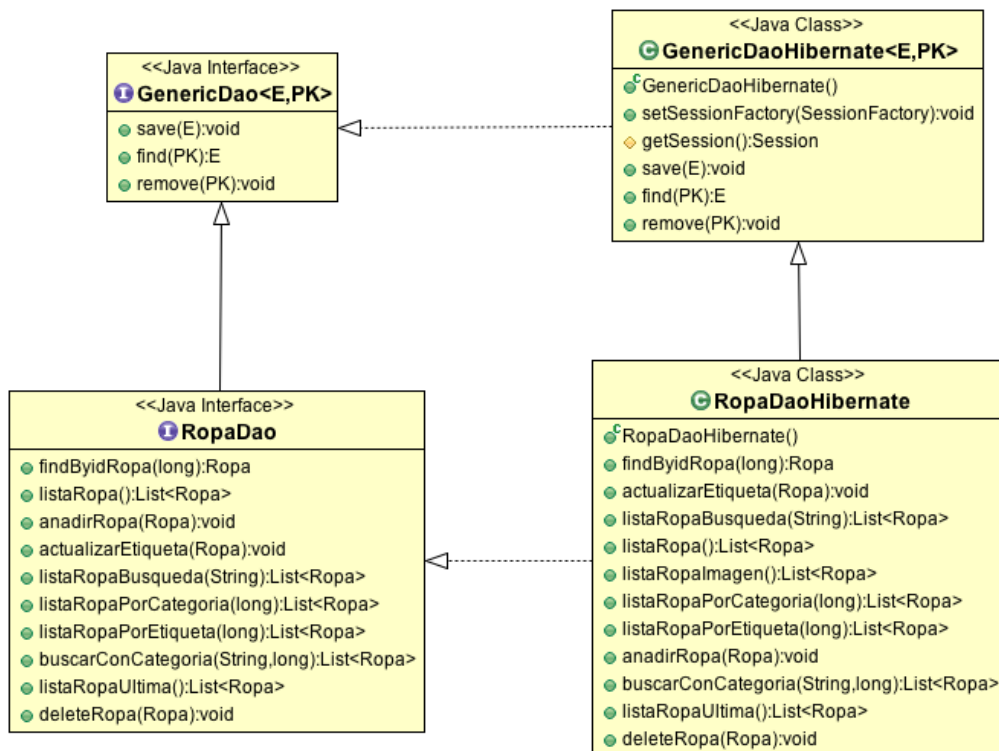 <<Java Interface>>
I GenericDao<E,PK>
save(E):void
find(PK):E
remove(PK):void
<<Java Class>>
C GenericDaoHibernate<E,PK>
c GenericDaoHibernate()
setSessionFactory(SessionFactory):void
getSession():Session
save(E):void
find(PK):E
remove(PK):void
<<Java Interface>>
I RopaDao
findByidRopa(long):Ropa
listaRopa():List<Ropa>
anadirRopa(Ropa):void
actualizarEtiqueta(Ropa):void
listaRopaBusqueda(String):List<Ropa>
listaRopaPorCategoria(long):List<Ropa>
listaRopaPorEtiqueta(long):List<Ropa>
buscarConCategoria(String,long):List<Ropa>
listaRopaUltima():List<Ropa>
deleteRopa(Ropa):void
<<Java Class>>
C RopaDaoHibernate
c RopaDaoHibernate()
findByidRopa(long):Ropa
actualizarEtiqueta(Ropa):void
listaRopaBusqueda(String):List<Ropa>
listaRopa():List<Ropa>
listaRopaImagen():List<Ropa>
listaRopaPorCategoria(long):List<Ropa>
listaRopaPorEtiqueta(long):List<Ropa>
anadirRopa(Ropa):void
buscarConCategoria(String,long):List<Ropa>
listaRopaUltima():List<Ropa>
deleteRopa(Ropa):void